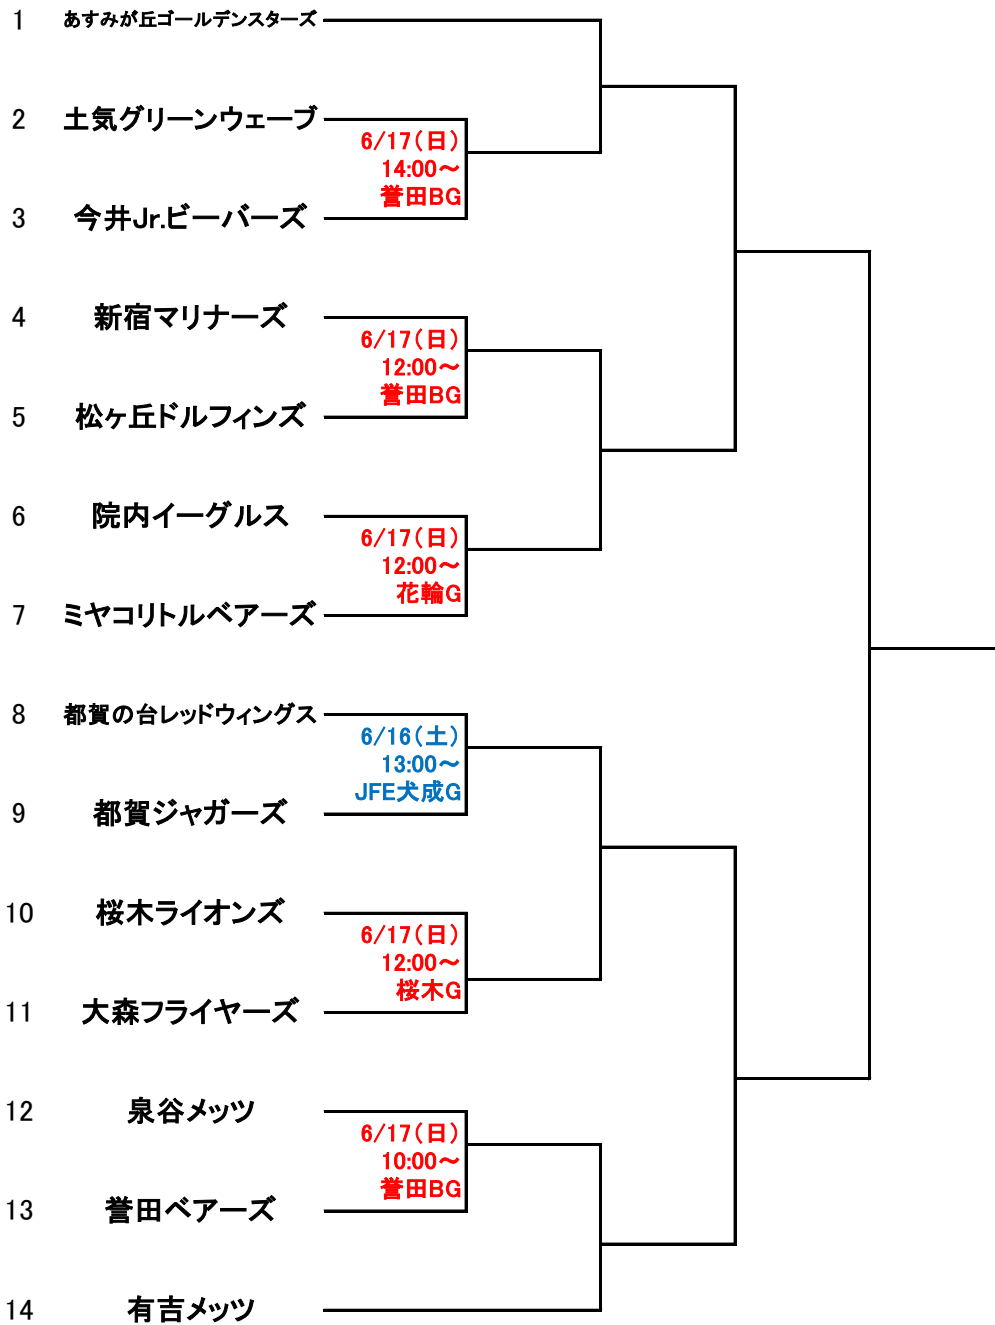 1 あすみが丘ゴールデンスターズ
2 土気グリーンウェーブ
6/17(日)
14:00～
誉田BG
3 今井Jr.ビーバーズ
4 新宿マリナーズ
6/17(日)
12:00～
誉田BG
5 松ヶ丘ドルフィンズ
6 院内イーグルス
6/17(日)
12:00～
花輪G
7 ミヤコリトルベアーズ
8 都賀の台レッドウィングス
6/16(土)
13:00～
JFE犬成G
9 都賀ジャガーズ
10 桜木ライオンズ
6/17(日)
12:00～
桜木G
11 大森フライヤーズ
12 泉谷メッツ
6/17(日)
10:00～
誉田BG
13 誉田ベアーズ
14 有吉メッツ